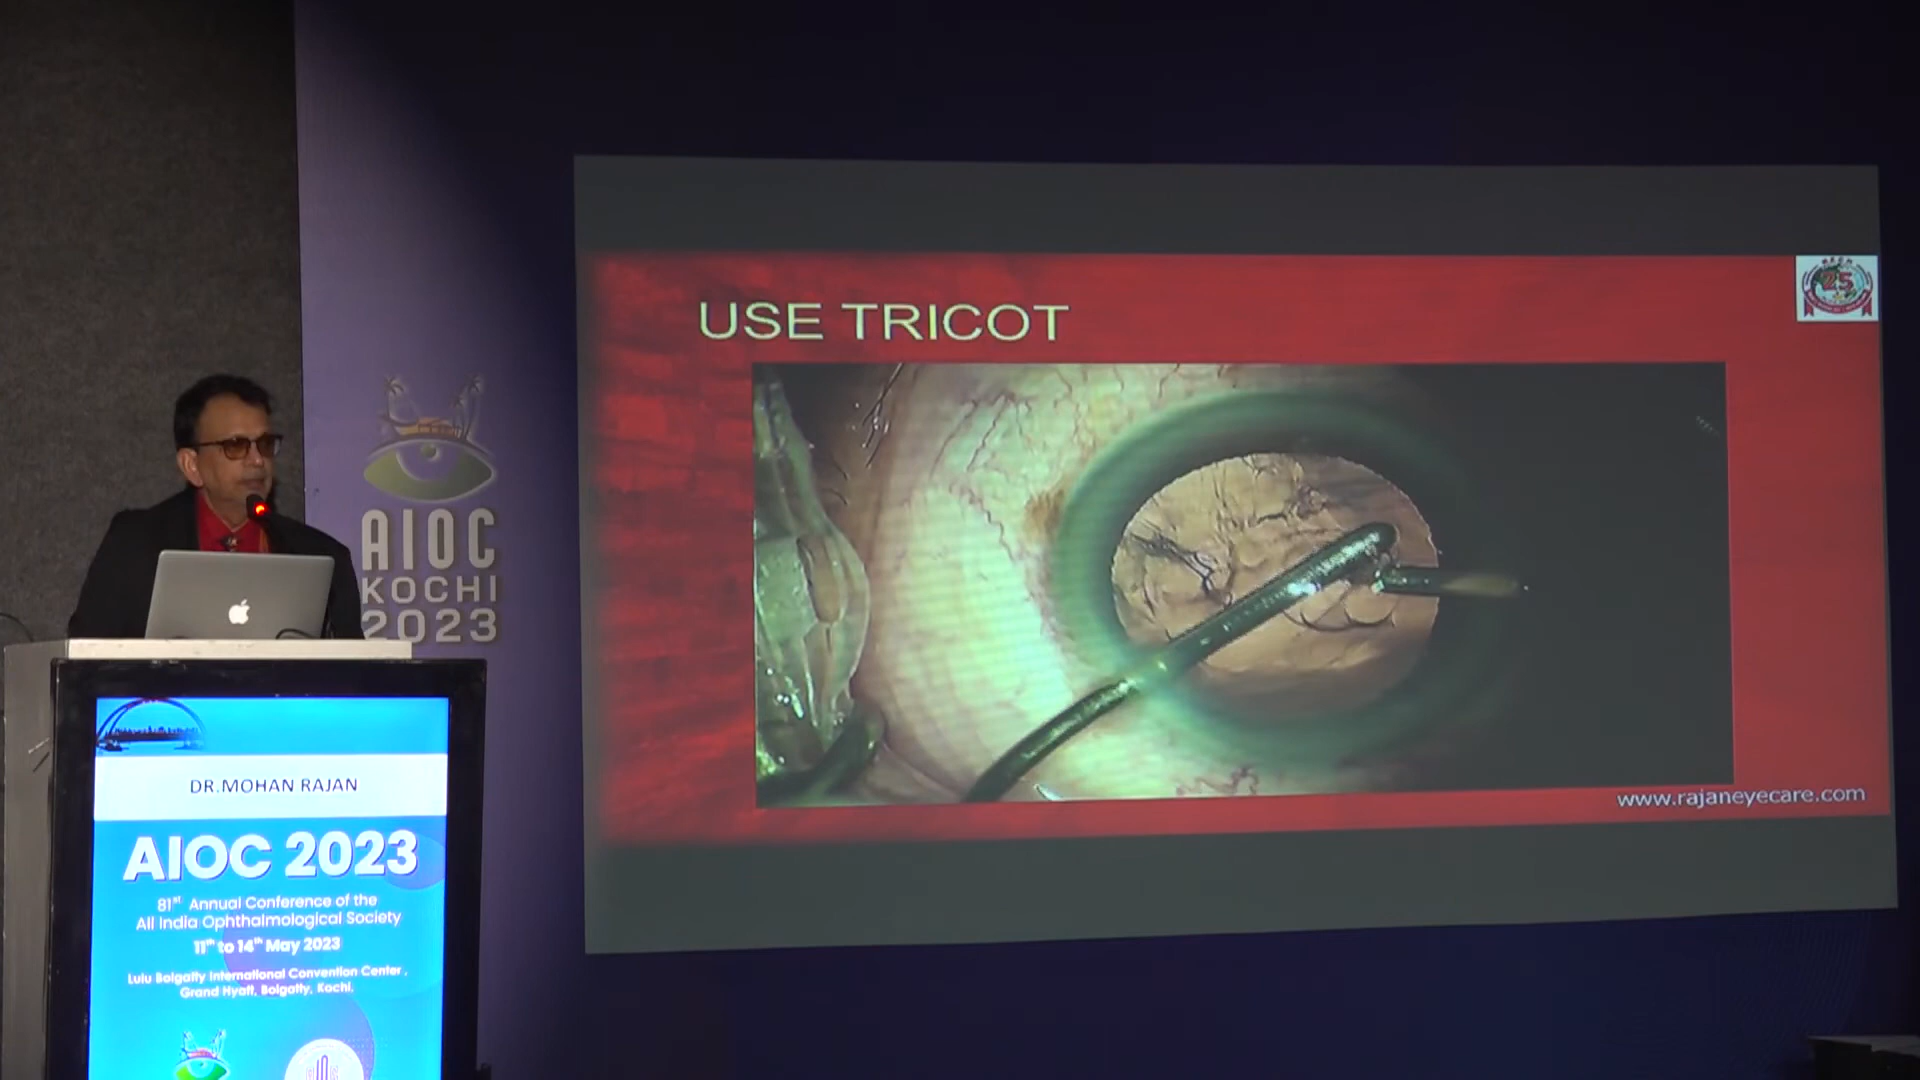 USE TRICOT
25
www.rajaneyecare.com
AIOC
KOCHI
2023
DR.MOHAN RAJAN
AIOC 2023
81st Annual Conference of the
All India Ophthalmological Society
11th to 14th May 2023
Lulu Bolgatty International Convention Center,
Grand Hyatt, Bolgatty, Kochi.